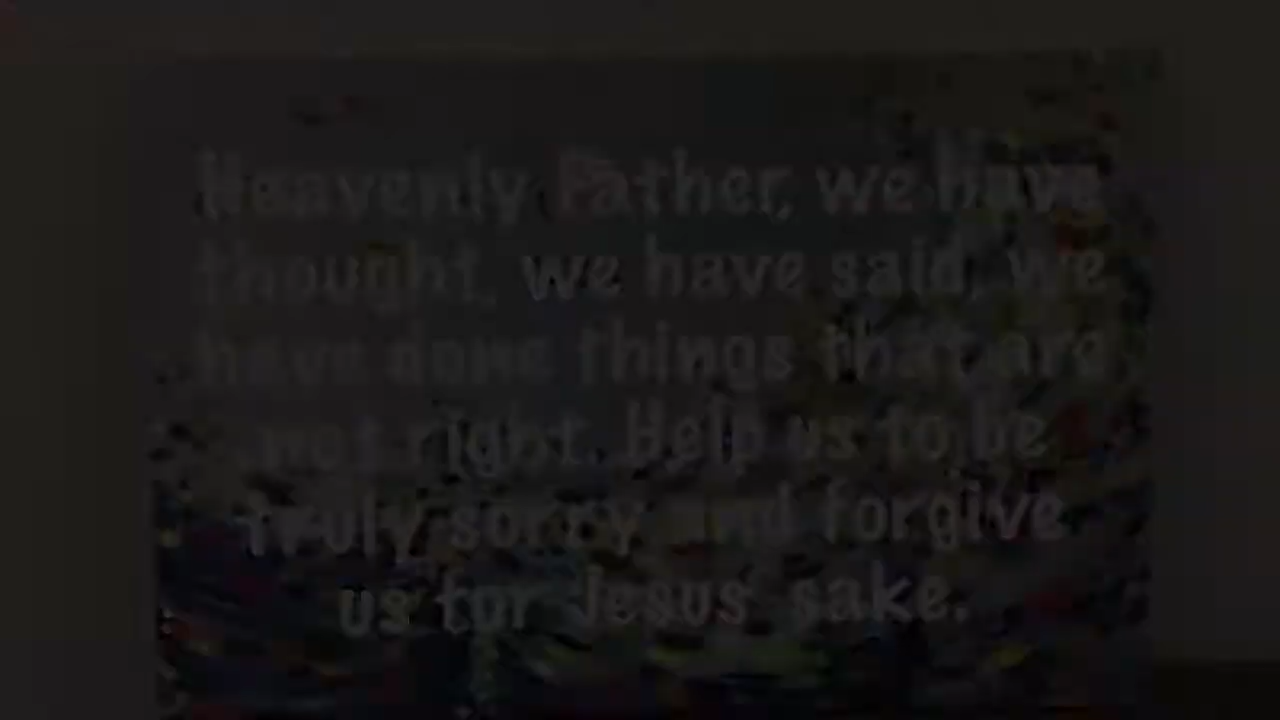 Heavenly Father, we have
thought, we have said, we
have done things that are
not right. Help us to be
truly sorry and forgive
us for Jesus' sake.